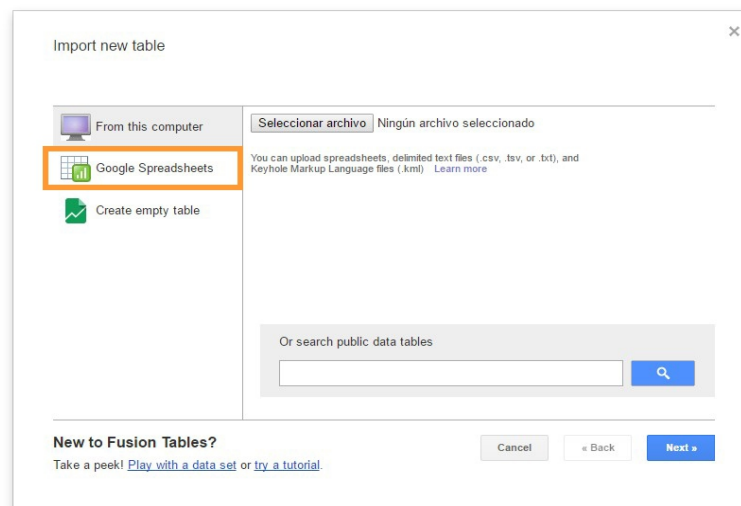 ×
Import new table
From this computer
Google Spreadsheets
Create empty table
Seleccionar archivo Ningún archivo seleccionado
You can upload spreadsheets, delimited text files (.csv, .tsv, or .txt), and
Keyhole Markup Language files (.kml) Learn more
Or search public data tables
New to Fusion Tables?
Take a peek! Play with a data set or try a tutorial.
Cancel
« Back
Next »